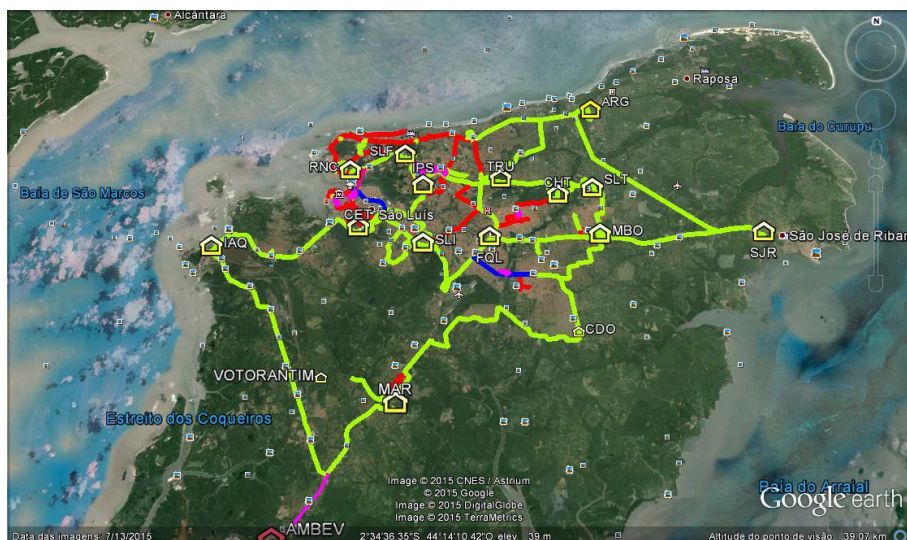 Alcântara
N
Raposa
ARG
Baía do Curupu
SLF
RNC
IPS
TRU
CHT
SLT
Baía de São Marcos
CET São Luís
IAQ
SLI
FQL
MBO
São José de Ribar
SJR
CDO
VOTORANTIM
MAR
Estreito dos Coqueiros
Image © 2015 CNES / Astrium
© 2015 Google
Image © 2015 DigitalGlobe
Image © 2015 TerraMetrics
Baía do Arraial
Google earth
AMBEV
Data das imagens: 7/13/2015 2°34'36.35"S 44°14'10.42"O elev 39 m Altitude do ponto de visão 39.07 km